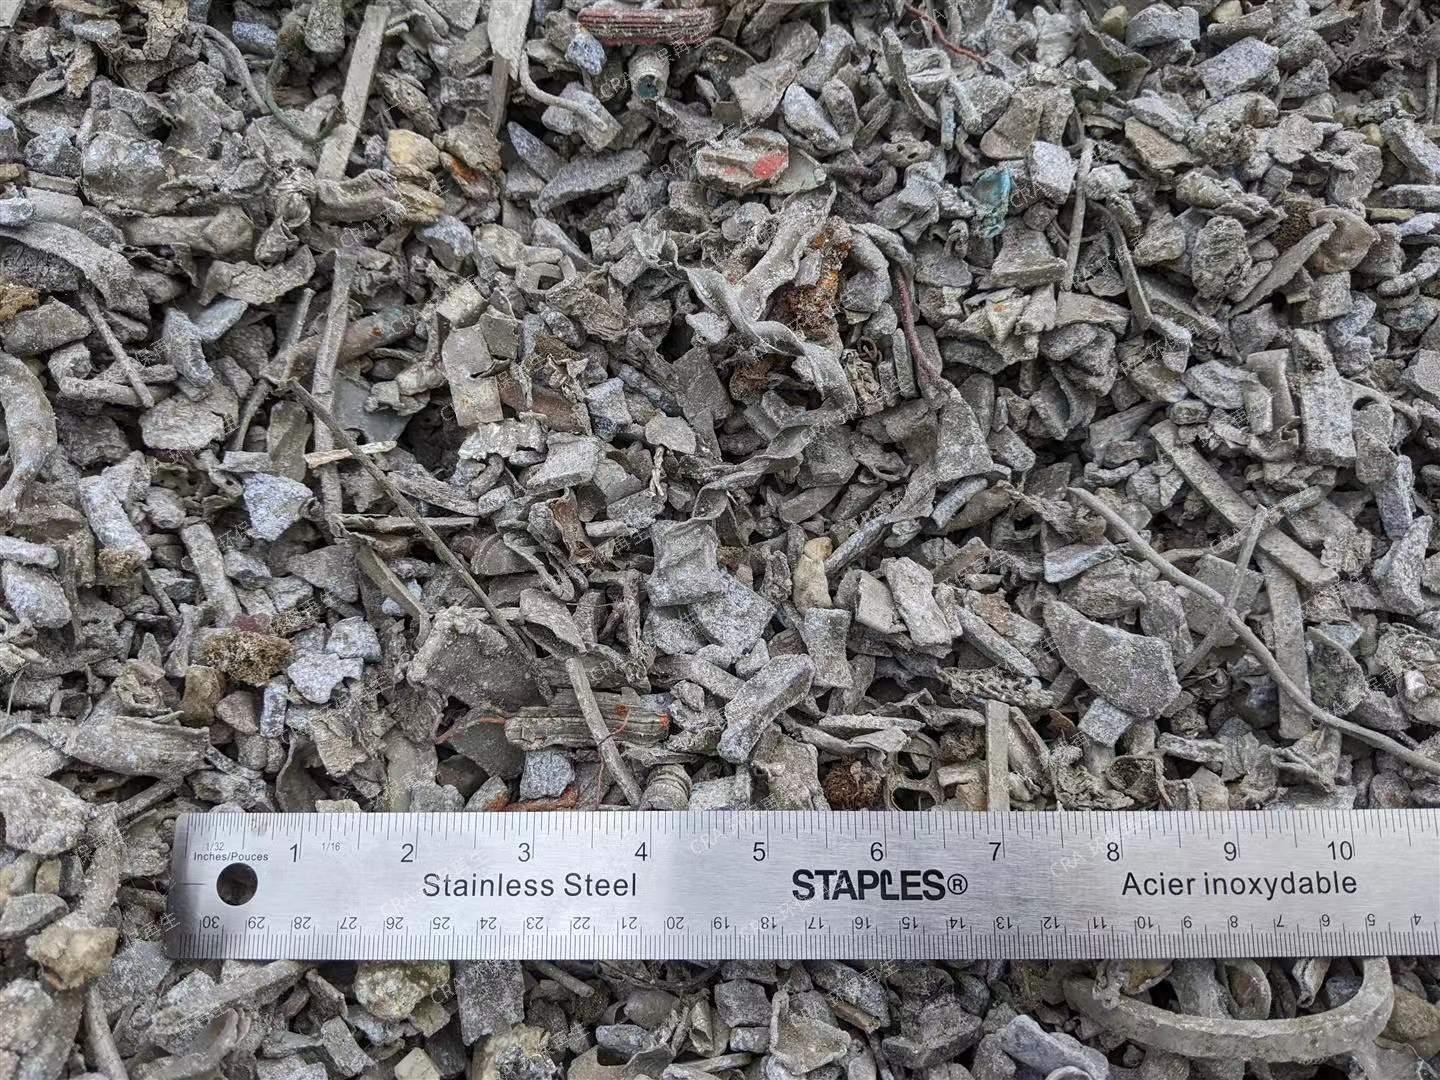 1/32
Inches/Pouces
1 1/16 2 3 4 5 6 7 8 9 10
Stainless Steel
STAPLES®
Acier inoxydable
30 29 28 27 26 25 24 23 22 21 20 19 18 17 16 15 14 13 12 11 10 9 8 7 6 5 4